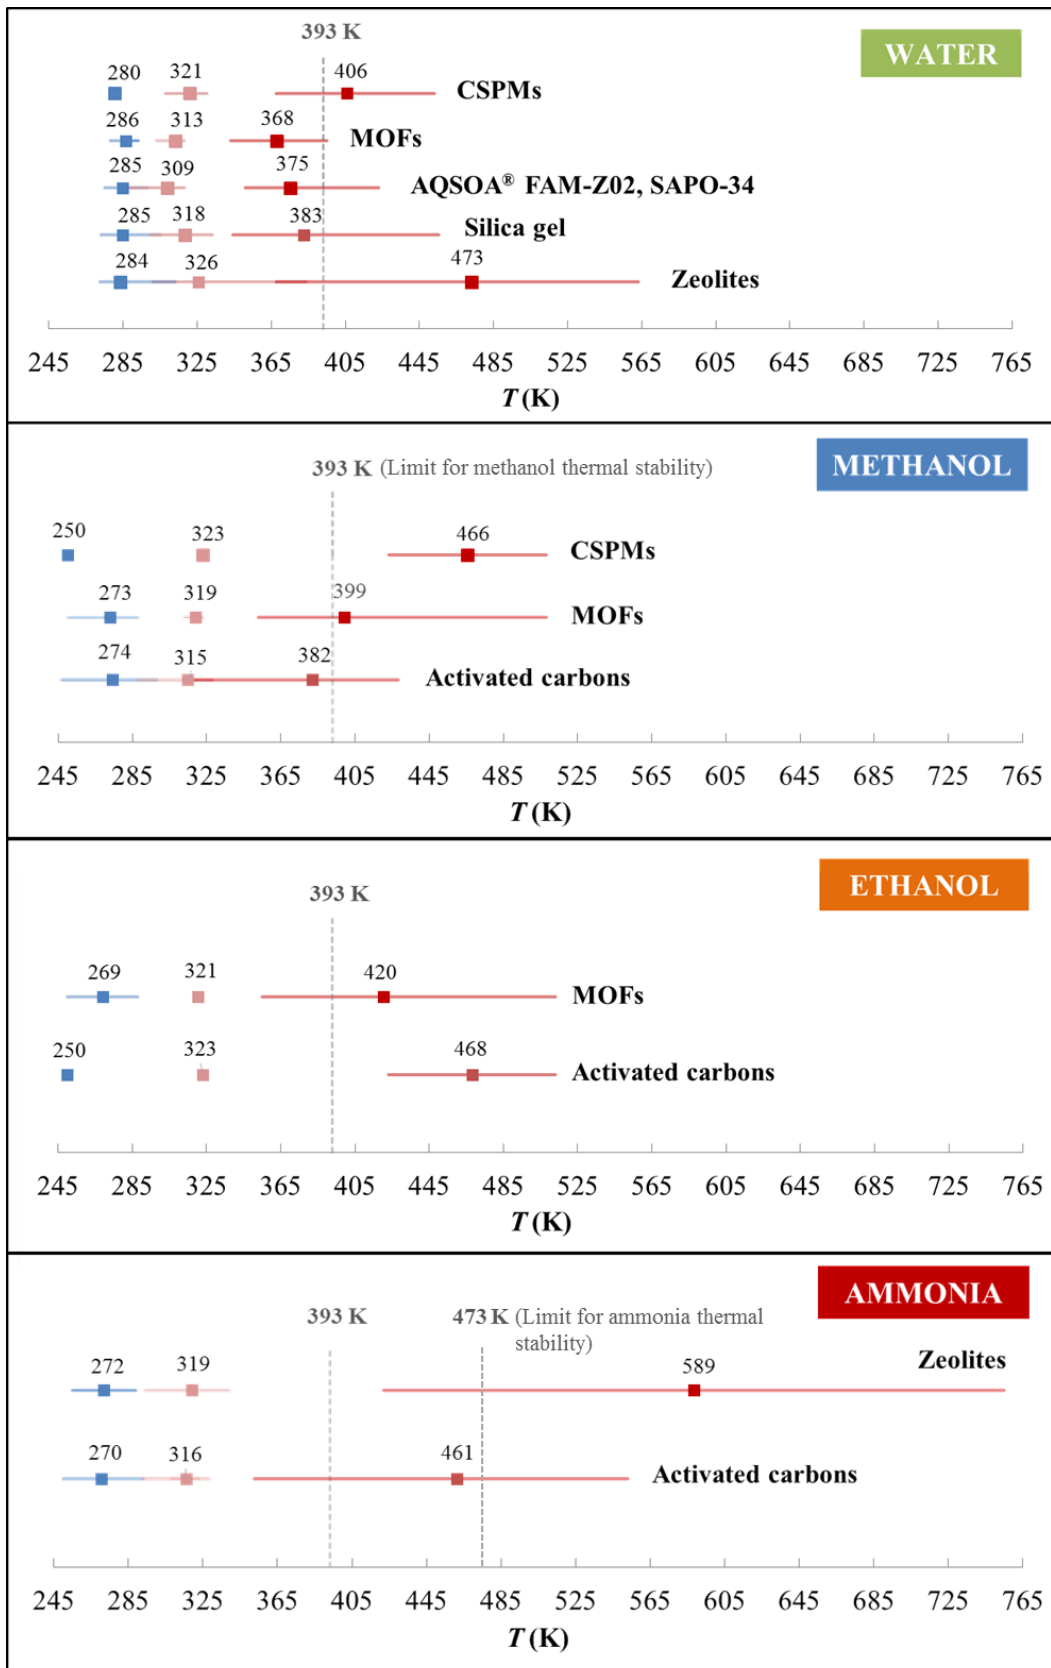 393 K
WATER
280 321 406
CSPMs
286 313 368
MOFs
285 309 375
AQSOA® FAM-Z02, SAPO-34
285 318 383
Silica gel
284 326 473
Zeolites
245 285 325 365 405 445 485 525 565 605 645 685 725 765
T (K)
METHANOL
393 K (Limit for methanol thermal stability)
250 323 466
CSPMs
273 319 399
MOFs
274 315 382
Activated carbons
245 285 325 365 405 445 485 525 565 605 645 685 725 765
T (K)
ETHANOL
393 K
269 321 420
MOFs
250 323 468
Activated carbons
245 285 325 365 405 445 485 525 565 605 645 685 725 765
T (K)
AMMONIA
393 K
473 K (Limit for ammonia thermal
stability)
272 319 589
Zeolites
270 316 461
Activated carbons
245 285 325 365 405 445 485 525 565 605 645 685 725 765
T (K)